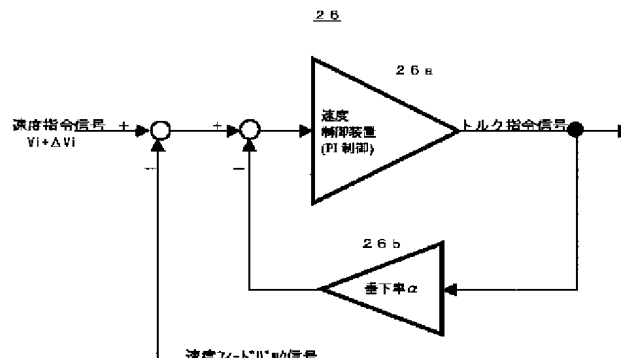 26
26a
速度指令信号
Vi+ΔVi
+
+
速度
制御装置
(PI制御)
トルク指令信号
−
−
26b
垂下率α
速度フィードバック信号